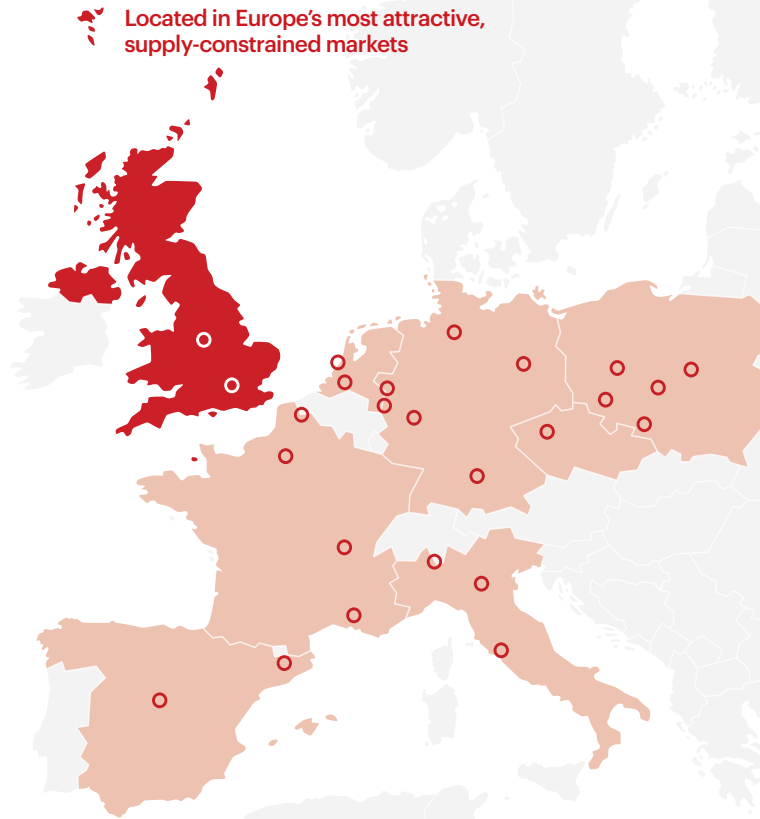 Located in Europe’s most attractive,
supply-constrained markets